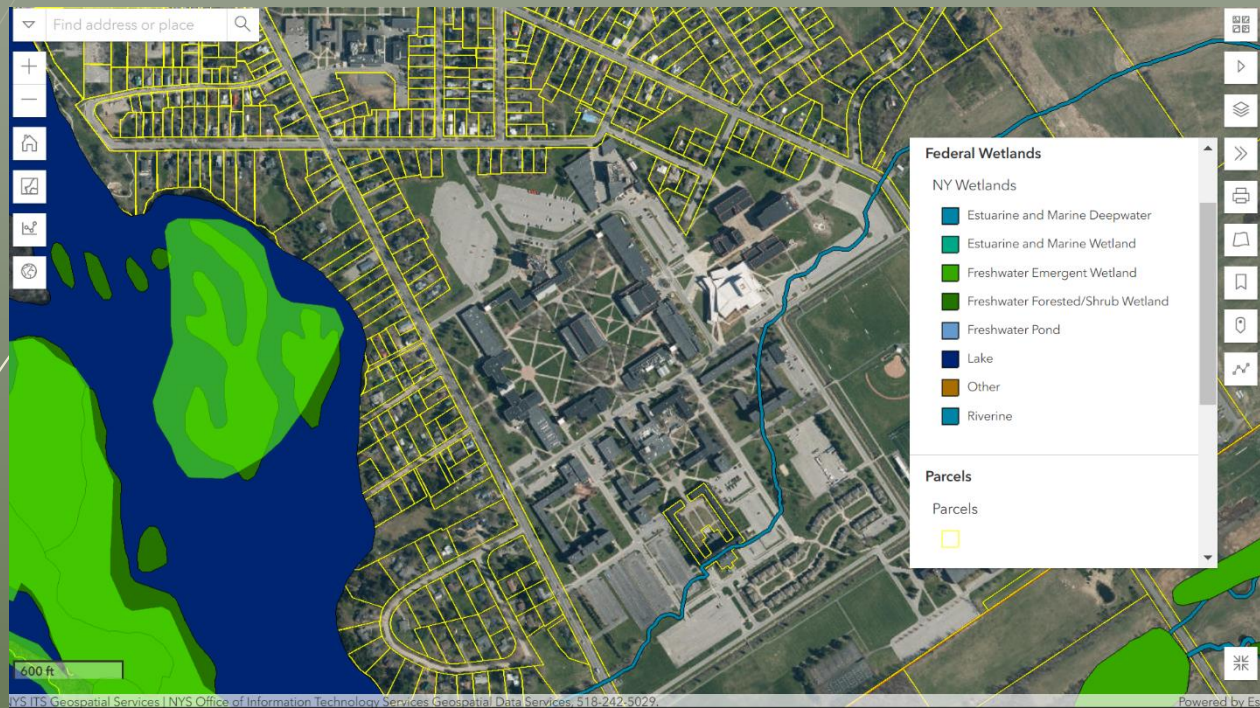 Find address or place
Federal Wetlands
NY Wetlands
Estuarine and Marine Deepwater
Estuarine and Marine Wetland
Freshwater Emergent Wetland
Freshwater Forested/Shrub Wetland
Freshwater Pond
Lake
Other
Riverine
Parcels
Parcels
600 ft
NYS ITS Geospatial Services | NYS Office of Information Technology Services Geospatial Data Services, 518-242-5029.
Powered by Es